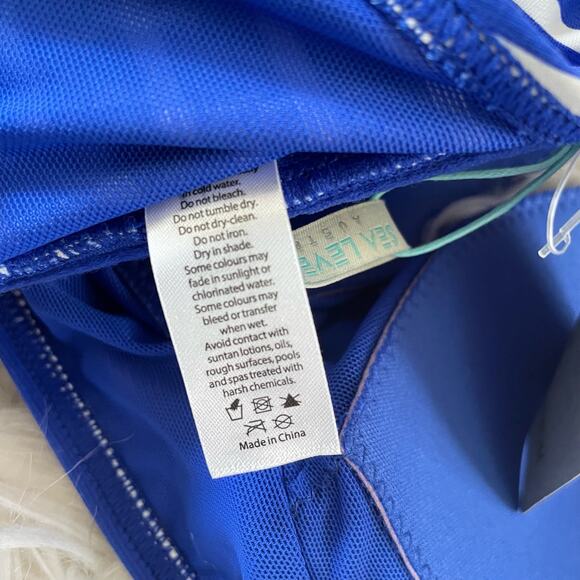 in cold water.
Do not bleach.
Do not tumble dry.
Do not dry-clean.
Do not iron.
Dry in shade.
Some colours may
fade in sunlight or
chlorinated water.
Some colours may
bleed or transfer
when wet.
Avoid contact with
suntan lotions, oils,
rough surfaces, pools
and spas treated with
harsh chemicals.
Made in China
SEA LEVE